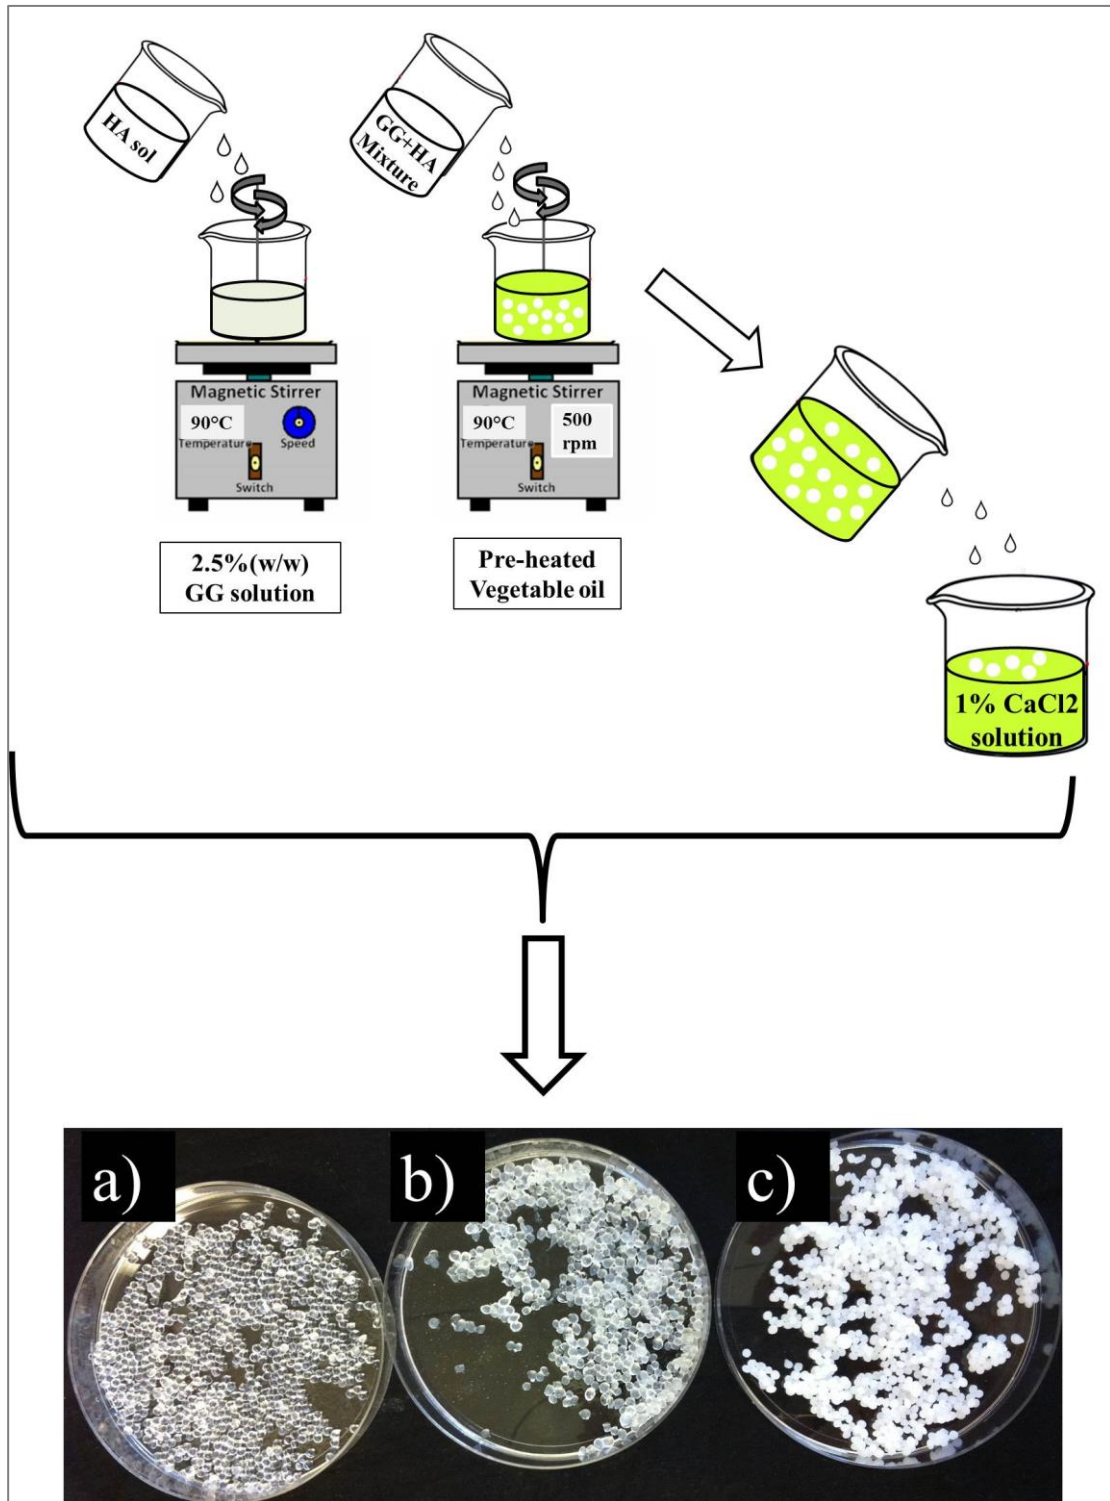 HA sol
GG+HA
Mixture
Magnetic Stirrer
90°C
Temperature
Speed
Switch
Magnetic Stirrer
90°C
500
rpm
Temperature
Switch
2.5%(w/w)
GG solution
Pre-heated
Vegetable oil
1% CaCl2
solution
a)
b)
c)